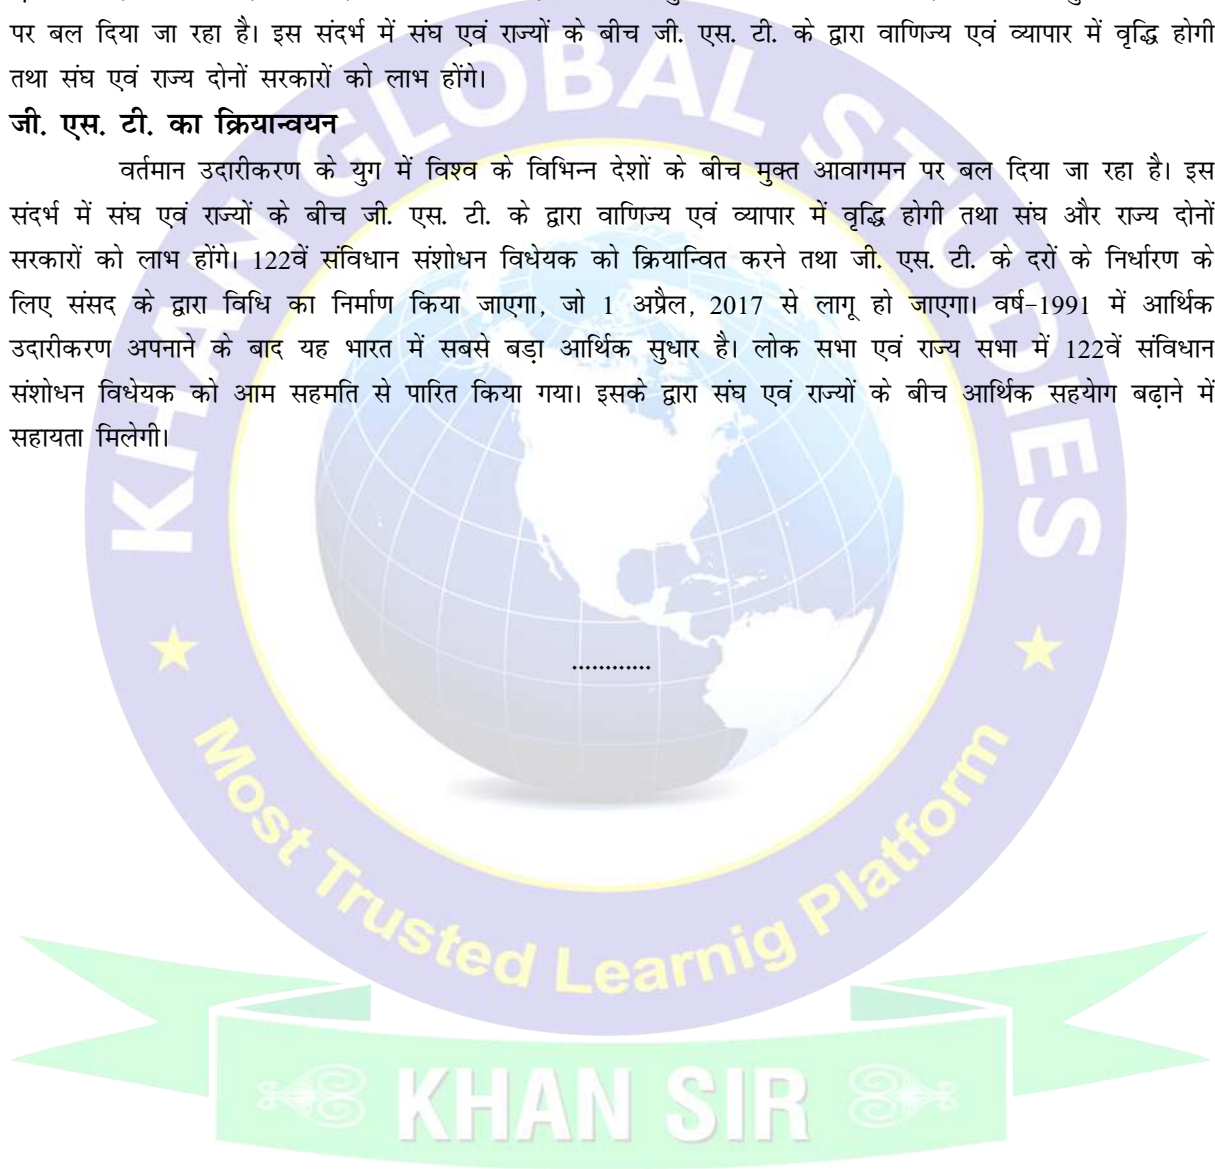 पर बल दिया जा रहा है। इस संदर्भ में संघ एवं राज्यों के बीच जी. एस. टी. के द्वारा वाणिज्य एवं व्यापार में वृद्धि होगी
तथा संघ एवं राज्य दोनों सरकारों को लाभ होंगे।
जी. एस. टी. का क्रियान्वयन
वर्तमान उदारीकरण के युग में विश्व के विभिन्न देशों के बीच मुक्त आवागमन पर बल दिया जा रहा है। इस
संदर्भ में संघ एवं राज्यों के बीच जी. एस. टी. के द्वारा वाणिज्य एवं व्यापार में वृद्धि होगी तथा संघ और राज्य दोनों
सरकारों को लाभ होंगे। 122वें संविधान संशोधन विधेयक को क्रियान्वित करने तथा जी. एस. टी. के दरों के निर्धारण के
लिए संसद के द्वारा विधि का निर्माण किया जाएगा, जो 1 अप्रैल, 2017 से लागू हो जाएगा। वर्ष-1991 में आर्थिक
उदारीकरण अपनाने के बाद यह भारत में सबसे बड़ा आर्थिक सुधार है। लोक सभा एवं राज्य सभा में 122वें संविधान
संशोधन विधेयक को आम सहमति से पारित किया गया। इसके द्वारा संघ एवं राज्यों के बीच आर्थिक सहयेाग बढ़ाने में
सहायता मिलेगी।
............
KHAN GLOBAL STUDIES
Most Trusted Learnig Platform
KHAN SIR